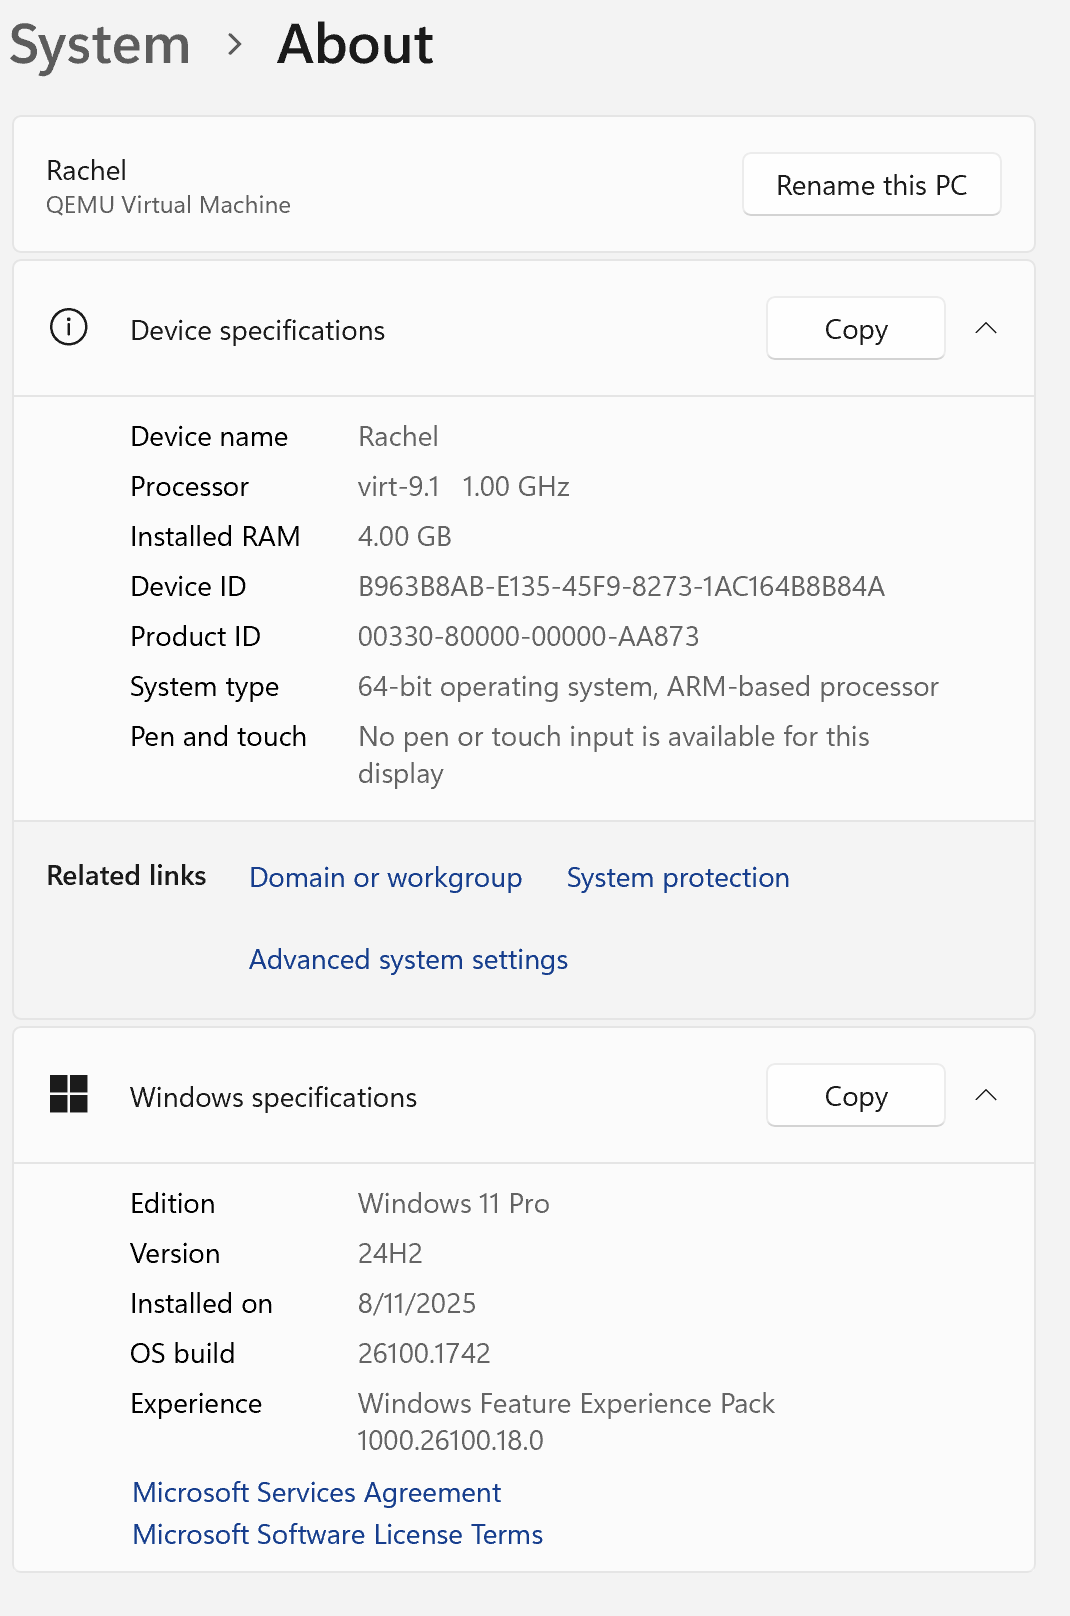 System > About
Rachel
QEMU Virtual Machine
Rename this PC
Device specifications
Copy
Device name Rachel
Processor virt-9.1 1.00 GHz
Installed RAM 4.00 GB
Device ID B963B8AB-E135-45F9-8273-1AC164B8B84A
Product ID 00330-80000-00000-AA873
System type 64-bit operating system, ARM-based processor
Pen and touch No pen or touch input is available for this
display
Related links Domain or workgroup System protection
Advanced system settings
Windows specifications
Copy
Edition Windows 11 Pro
Version 24H2
Installed on 8/11/2025
OS build 26100.1742
Experience Windows Feature Experience Pack
1000.26100.18.0
Microsoft Services Agreement
Microsoft Software License Terms